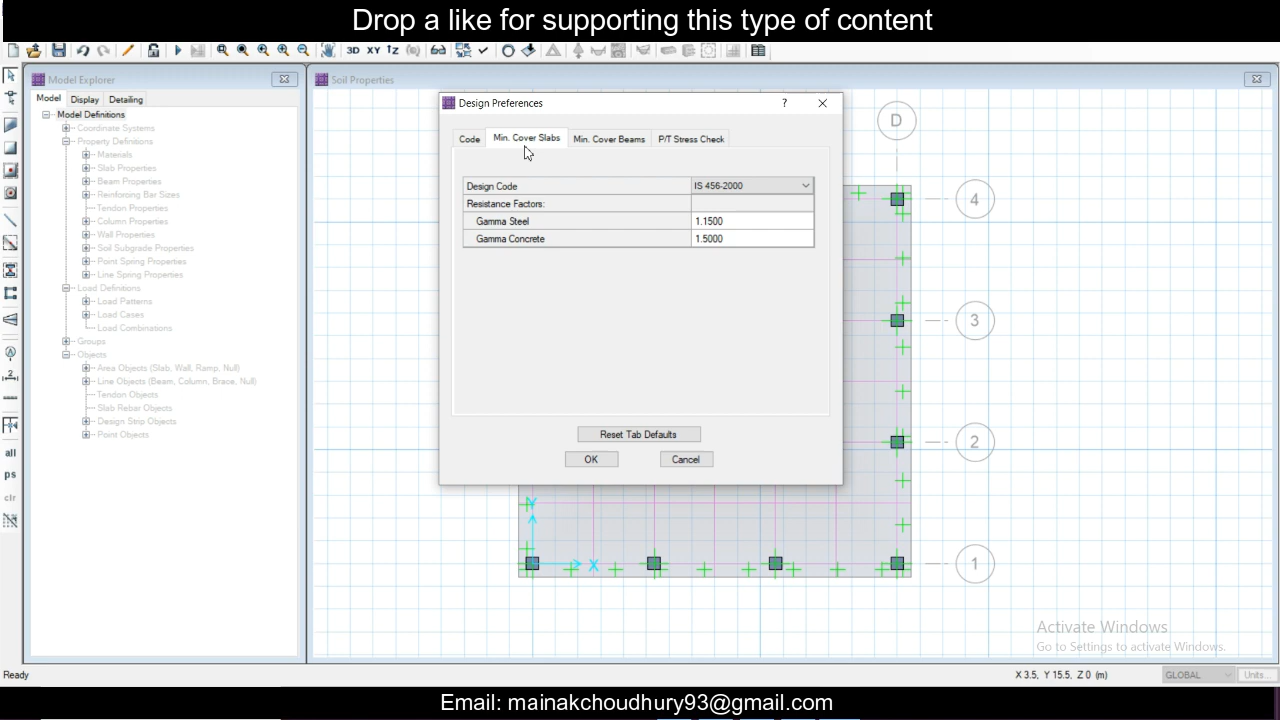 Drop a like for supporting this type of content
3D XY
Model Explorer
Model Display Detailing
Model Definitions
Coordinate Systems
Property Definitions
Materials
Slab Properties
Beam Properties
Reinforcing Bar Sizes
Tendon Properties
Column Properties
Wall Properties
Soil Subgrade Properties
Point Spring Properties
Line Spring Properties
Load Definitions
Load Patterns
Load Cases
Load Combinations
Groups
Objects
Area Objects (Slab, Wall, Ramp, Null)
Line Objects (Beam, Column, Brace, Null)
Tendon Objects
Slab Rebar Objects
Design Strip Objects
Point Objects
all
ps
clr
Soil Properties
Design Preferences
?
Code Min. Cover Slabs Min. Cover Beams P/T Stress Check
Design Code IS 456-2000
Resistance Factors:
Gamma Steel 1.1500
Gamma Concrete 1.5000
Reset Tab Defaults
OK Cancel
D
4
3
2
1
Y
X
Activate Windows
Go to Settings to activate Windows.
Ready
X 3.5, Y 15.5, Z 0 (m)
GLOBAL
Units...
Email: mainakchoudhury93@gmail.com